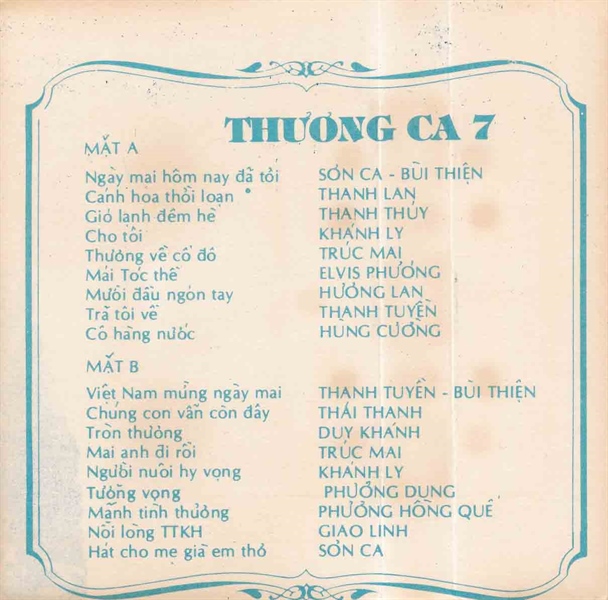 THƯƠNG CA 7
MẶT A
Ngày mai hôm nay đã tỏi SƠN CA - BÙI THIỆN
Cánh hoa thời loạn THANH LAN
Gió lạnh đêm hè THANH THÚY
Cho tôi KHÁNH LY
Thương về cố đô TRÚC MAI
Mái Tóc thề ELVIS PHƯƠNG
Mười đầu ngón tay HƯƠNG LAN
Trả tôi về THANH TUYỀN
Cô hàng nước HÙNG CƯỜNG
MẶT B
Việt Nam mừng ngày mai THANH TUYỀN - BÙI THIỆN
Chúng con vẫn còn đây THÁI THANH
Tròn thương DUY KHÁNH
Mai anh đi rồi TRÚC MAI
Người nuôi hy vọng KHÁNH LY
Tưởng vọng PHƯƠNG DUNG
Mảnh tình thương PHƯƠNG HỒNG QUẾ
Nỗi lòng TTKH GIAO LINH
Hát cho mẹ già em thơ SƠN CA